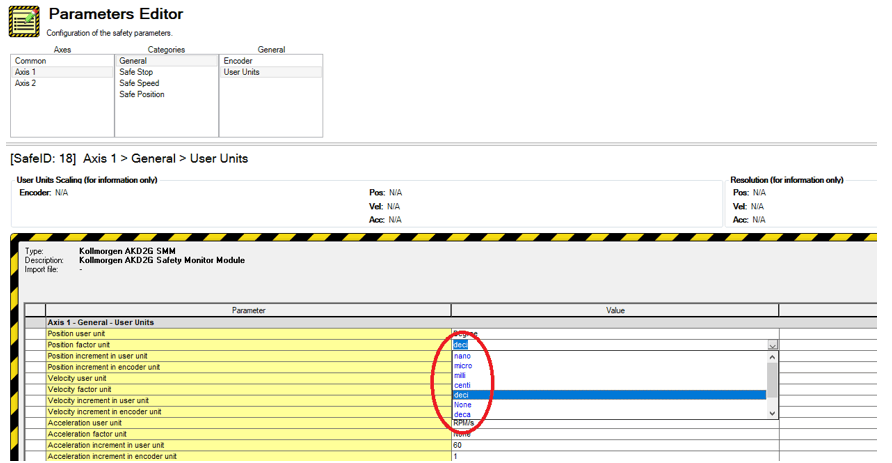 Parameters Editor
Configuration of the safety parameters.
Axes Categories General
Common General Encoder
Axis 1 Safe Stop User Units
Axis 2 Safe Speed
Safe Position
[SafeID: 18] Axis 1 > General > User Units
User Units Scaling (for information only) Resolution (for information only)
Encoder: N/A Pos: N/A Pos: N/A
Vel: N/A Vel: N/A
Acc: N/A Acc: N/A
Type: Kollmorgen AKD2G SMM
Description: Kollmorgen AKD2G Safety Monitor Module
Import file: -
Parameter Value
Axis 1 - General - User Units
Position user unit Degree
Position factor unit deci
Position increment in user unit nano
Position increment in encoder unit micro
Velocity user unit milli
Velocity factor unit centi
Velocity increment in user unit deci
Velocity increment in encoder unit None
deca
Acceleration user unit RPM/s
Acceleration factor unit None
Acceleration increment in user unit 60
Acceleration increment in encoder unit 1